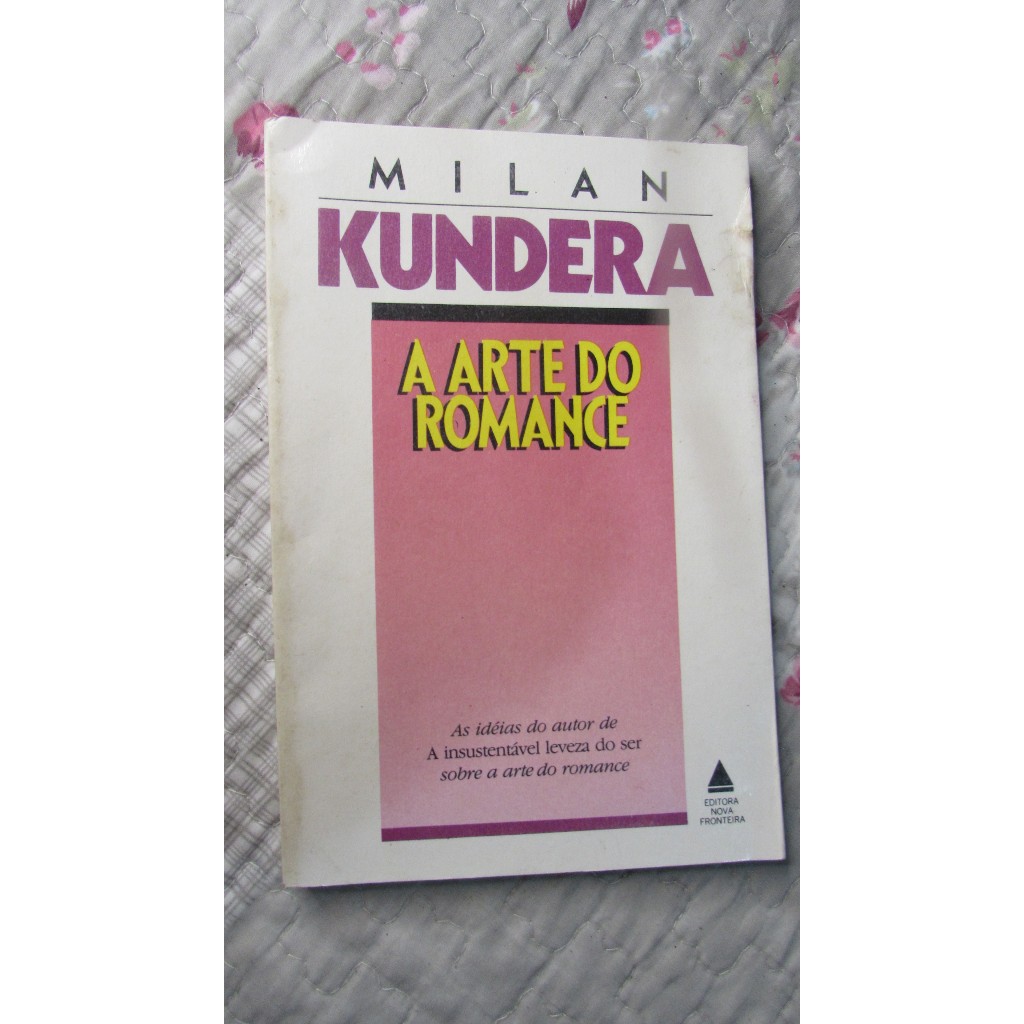 MILAN
KUNDERA
A ARTE DO
ROMANCE
As idéias do autor de
A insustentável leveza do ser
sobre a arte do romance
EDITORA
NOVA
FRONTEIRA